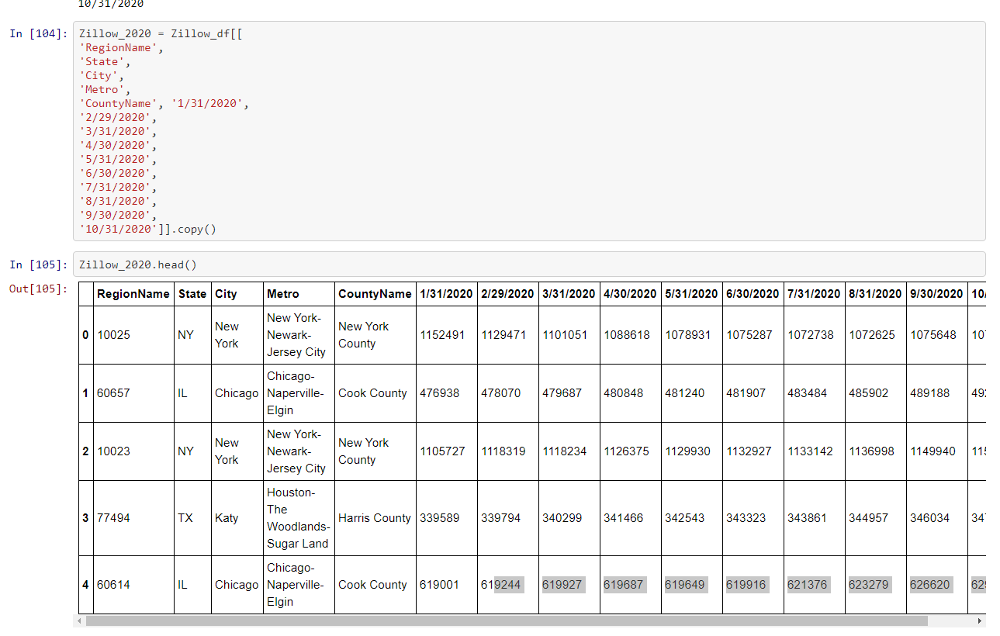 10/31/2020
In [104]: Zillow_2020 = Zillow_df[[
'RegionName',
'State',
'City',
'Metro',
'CountyName', '1/31/2020',
'2/29/2020',
'3/31/2020',
'4/30/2020',
'5/31/2020',
'6/30/2020',
'7/31/2020',
'8/31/2020',
'9/30/2020',
'10/31/2020']].copy()
In [105]: Zillow_2020.head()
Out[105]:
RegionName State City Metro CountyName 1/31/2020 2/29/2020 3/31/2020 4/30/2020 5/31/2020 6/30/2020 7/31/2020 8/31/2020 9/30/2020 10/
0 10025 NY New York New York-Newark-Jersey City New York County 1152491 1129471 1101051 1088618 1078931 1075287 1072738 1072625 1075648
1 60657 IL Chicago Chicago-Naperville-Elgin Cook County 476938 478070 479687 480848 481240 481907 483484 485902 489188
2 10023 NY New York New York-Newark-Jersey City New York County 1105727 1118319 1118234 1126375 1129930 1132927 1133142 1136998 1149940
3 77494 TX Katy Houston-The Woodlands-Sugar Land Harris County 339589 339794 340299 341466 342543 343323 343861 344957 346034
4 60614 IL Chicago Chicago-Naperville-Elgin Cook County 619001 619244 619927 619687 619649 619916 621376 623279 626620